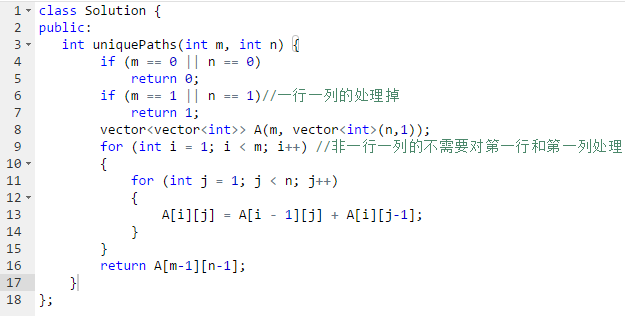 1 class Solution {
2 public:
3    int uniquePaths(int m, int n) {
4         if (m == 0 || n == 0)
5             return 0;
6         if (m == 1 || n == 1)//一行一列的处理掉
7             return 1;
8         vector<vector<int>> A(m, vector<int>(n,1));
9         for (int i = 1; i < m; i++) //非一行一列的不需要对第一行和第一列处理
10         {
11             for (int j = 1; j < n; j++)
12             {
13                 A[i][j] = A[i - 1][j] + A[i][j-1];
14             }
15         }
16         return A[m-1][n-1];
17     }
18 };